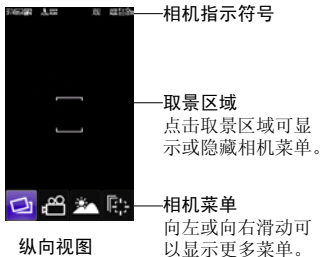 相机指示符号
取景区域
点击取景区域可显
示或隐藏相机菜单。
相机菜单
向左或向右滑动可
以显示更多菜单。
纵向视图